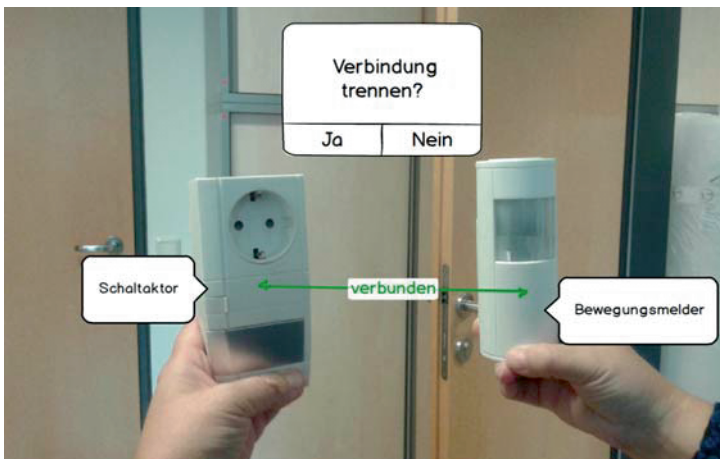 Verbindung
trennen?
Ja Nein
Schaltaktor
verbunden
Bewegungsmelder